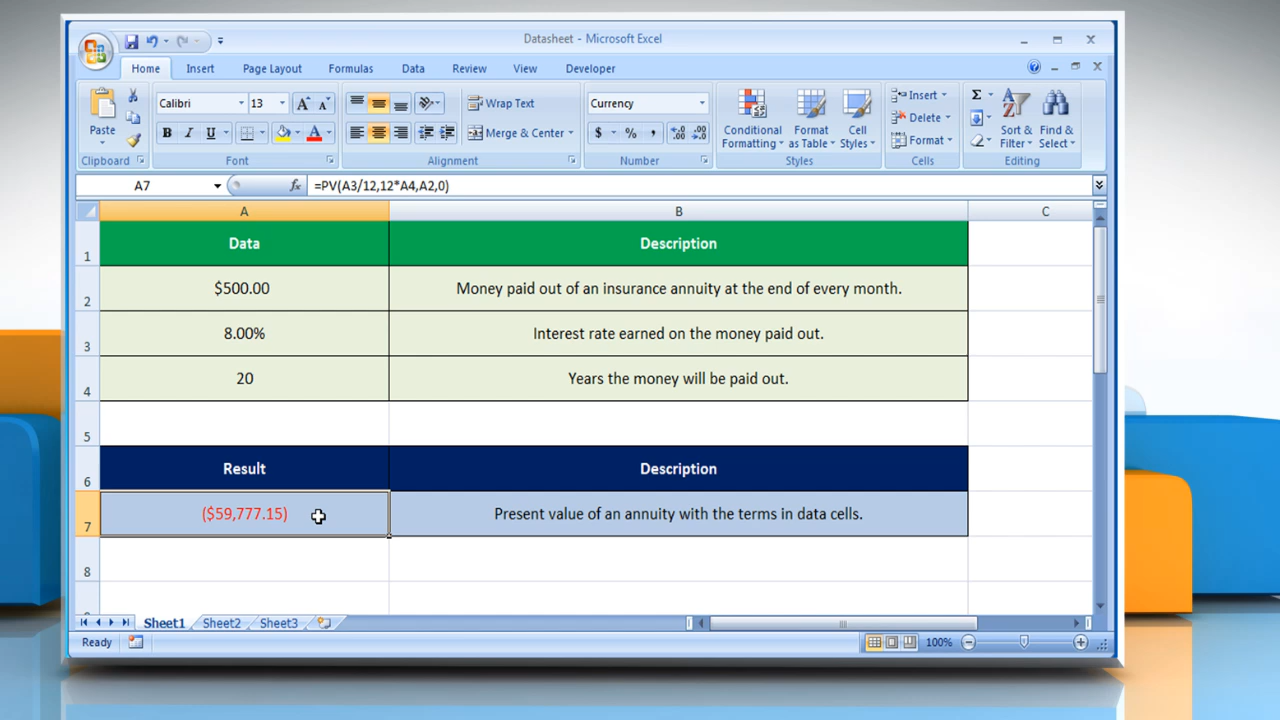 Datasheet - Microsoft Excel
Home Insert Page Layout Formulas Data Review View Developer
Calibri 13 Wrap Text Currency Insert Σ
Paste B I U Merge & Center $ % , .0 .00 .00 .0 Conditional Formatting Format as Table Cell Styles Delete Format Sort & Filter Find & Select
Clipboard Font Alignment Number Styles Cells Editing
A7 fx =PV(A3/12,12*A4,A2,0)
A B C
1 Data Description
2 $500.00 Money paid out of an insurance annuity at the end of every month.
3 8.00% Interest rate earned on the money paid out.
4 20 Years the money will be paid out.
5
6 Result Description
7 ($59,777.15) Present value of an annuity with the terms in data cells.
8
Sheet1 Sheet2 Sheet3
Ready 100%